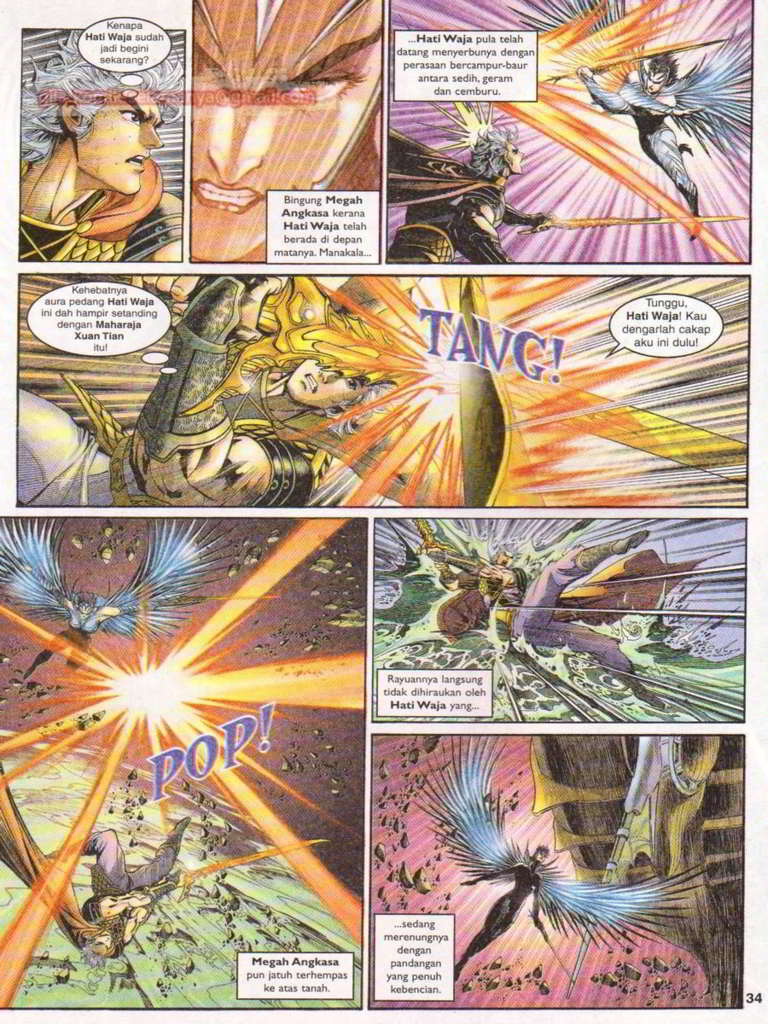 Kenapa
Hati Waja sudah
jadi begini
sekarang?
Bingung Megah
Angkasa kerana
Hati Waja telah
berada di depan
matanya. Manakala...
...Hati Waja pula telah
datang menyerbunya dengan
perasaan bercampur-baur
antara sedih, geram
dan cemburu.
Kehebatnya
aura pedang Hati Waja
ini dah hampir setanding
dengan Maharaja
Xuan Tian
itu!
TANG!
Tunggu,
Hati Waja! Kau
dengarlah cakap
aku ini dulu!
POP!
Megah Angkasa
pun jatuh terhempas
ke atas tanah.
Rayuannya langsung
tidak dihiraukan oleh
Hati Waja yang...
...sedang
merenungnya
dengan
pandangan
yang penuh
kebencian.
34